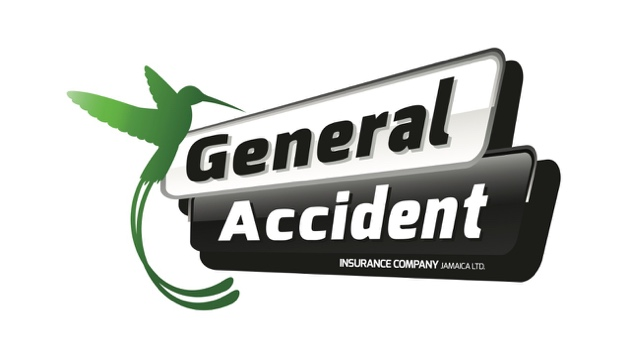 General
Accident
INSURANCE COMPANY JAMAICA LTD.